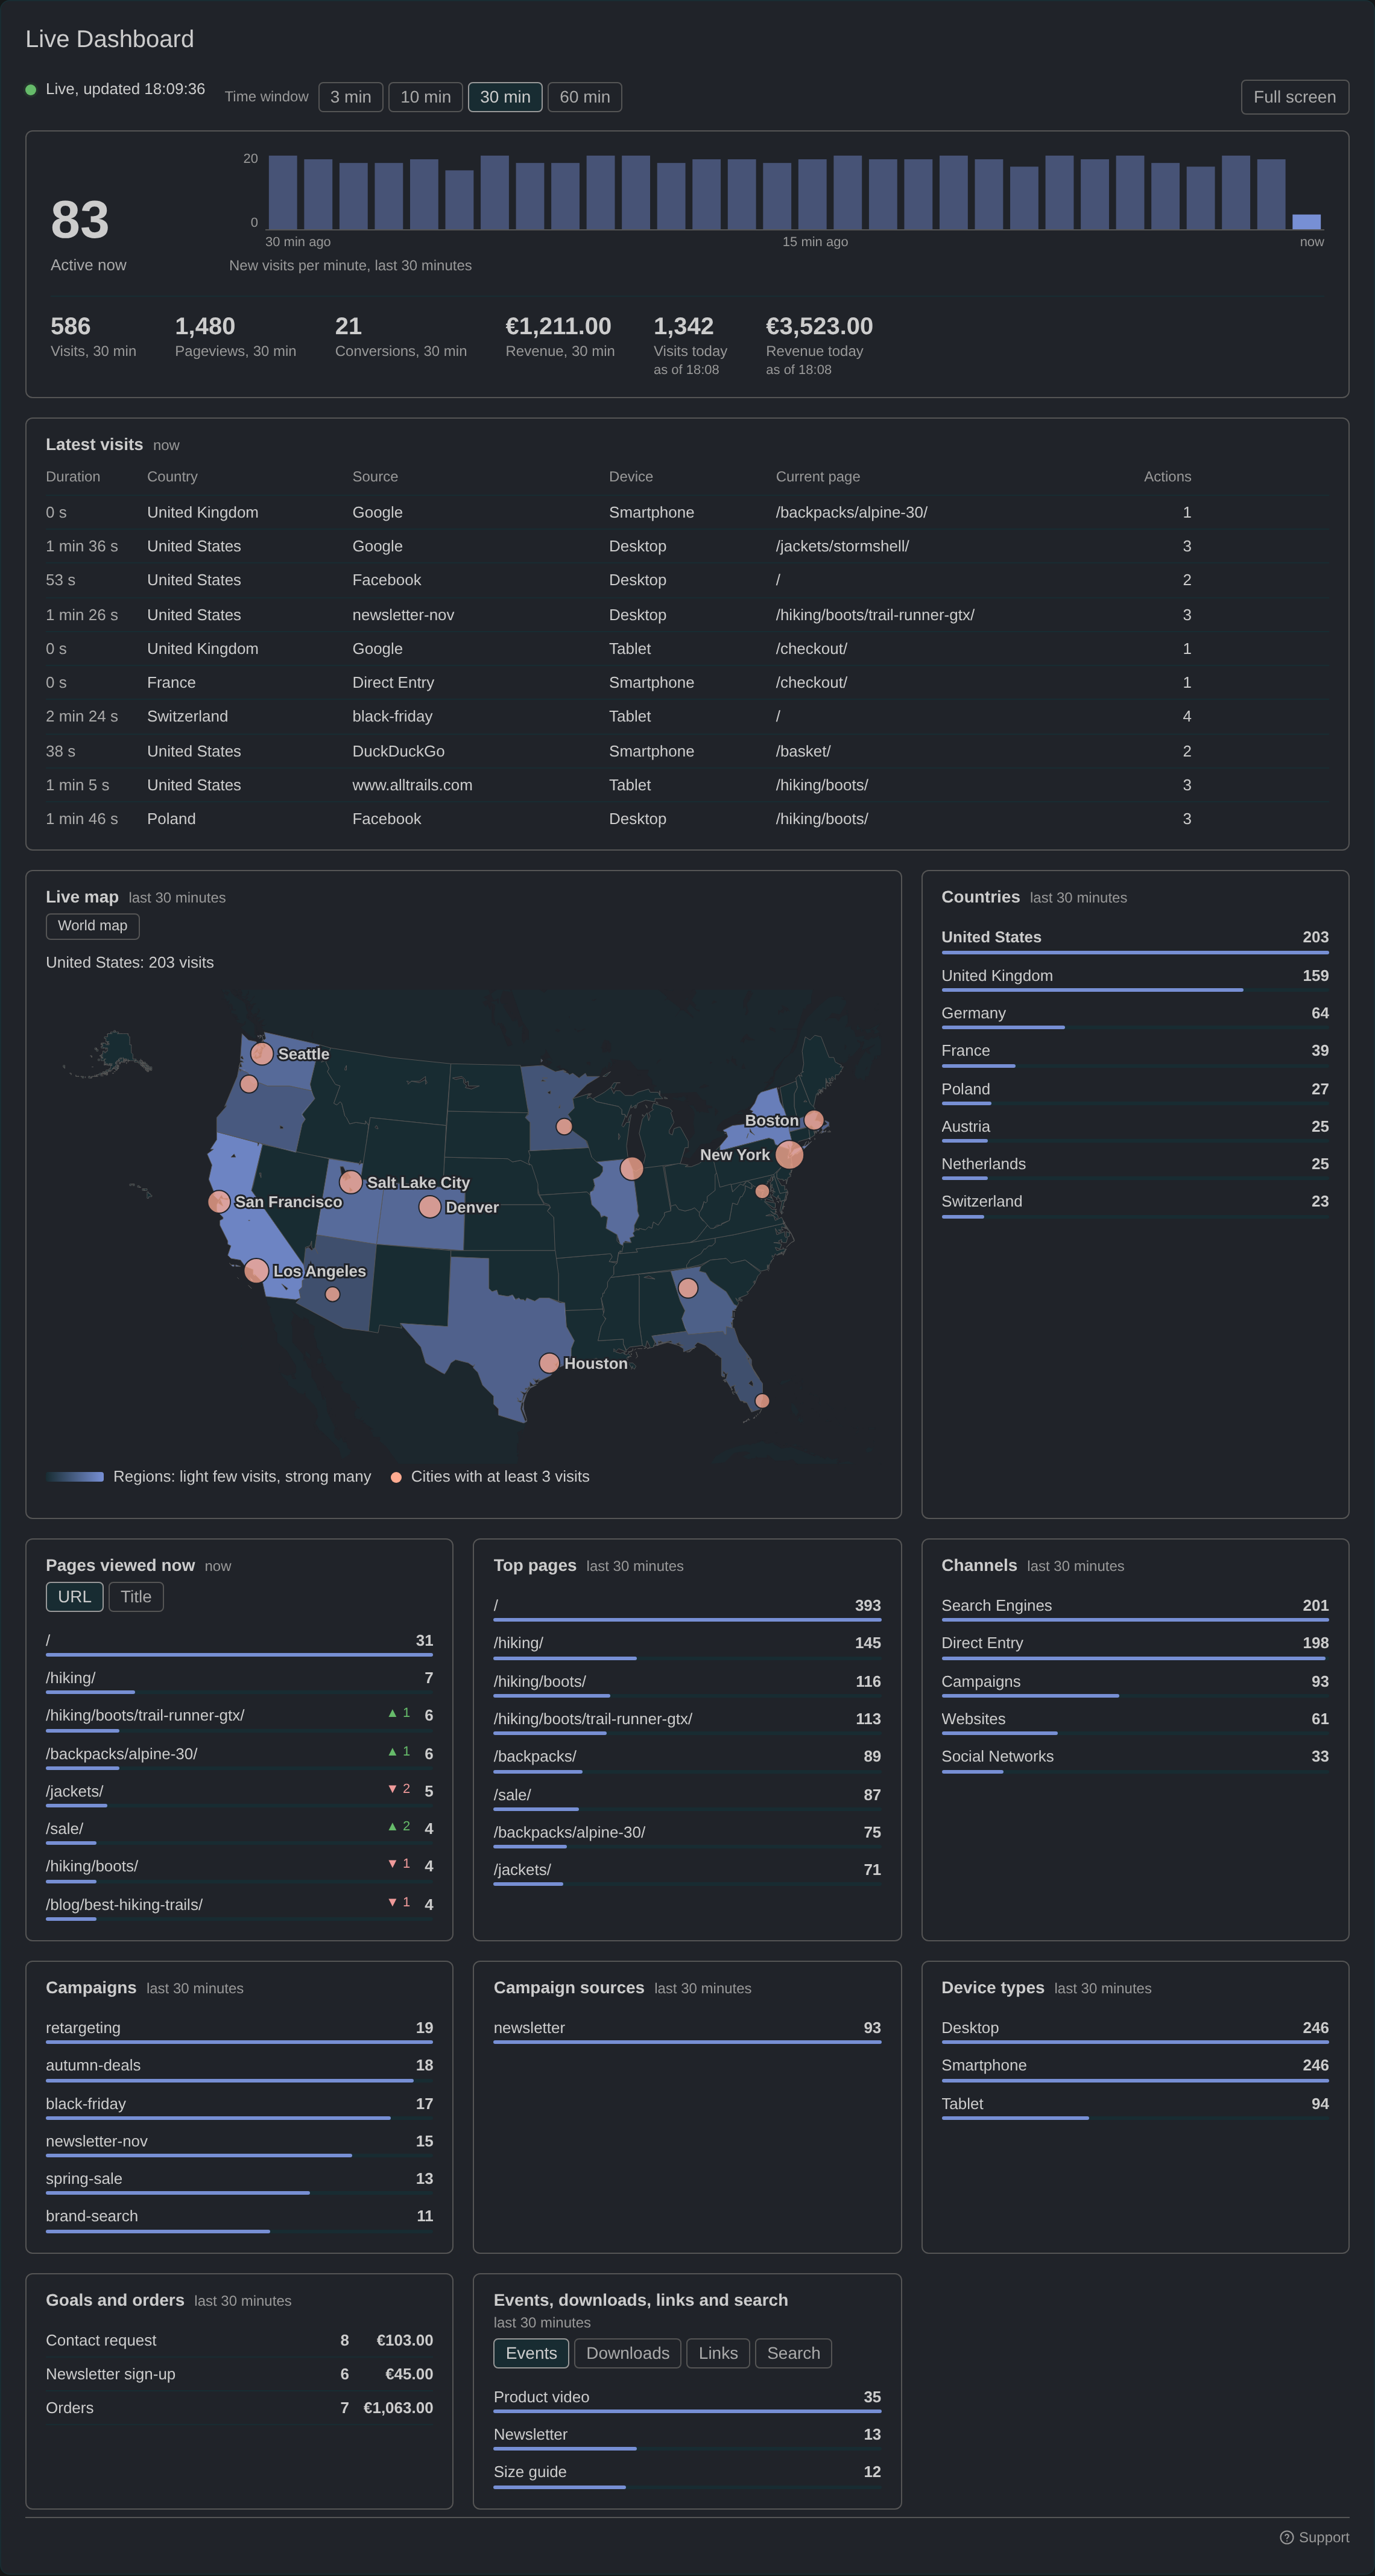 Live Dashboard
Live, updated 18:09:36 Time window 3 min 10 min 30 min 60 min Full screen
20
0
30 min ago 15 min ago now
83
Active now New visits per minute, last 30 minutes
586 1,480 21 €1,211.00 1,342 €3,523.00
Visits, 30 min Pageviews, 30 min Conversions, 30 min Revenue, 30 min Visits today Revenue today
as of 18:08 as of 18:08
Latest visits now
Duration Country Source Device Current page Actions
0 s United Kingdom Google Smartphone /backpacks/alpine-30/ 1
1 min 36 s United States Google Desktop /jackets/stormshell/ 3
53 s United States Facebook Desktop / 2
1 min 26 s United States newsletter-nov Desktop /hiking/boots/trail-runner-gtx/ 3
0 s United Kingdom Google Tablet /checkout/ 1
0 s France Direct Entry Smartphone /checkout/ 1
2 min 24 s Switzerland black-friday Tablet / 4
38 s United States DuckDuckGo Smartphone /basket/ 2
1 min 5 s United States www.alltrails.com Tablet /hiking/boots/ 3
1 min 46 s Poland Facebook Desktop /hiking/boots/ 3
Live map last 30 minutes
World map
United States: 203 visits
Seattle
Boston
New York
Salt Lake City
San Francisco
Denver
Los Angeles
Houston
Regions: light few visits, strong many Cities with at least 3 visits
Countries last 30 minutes
United States 203
United Kingdom 159
Germany 64
France 39
Poland 27
Austria 25
Netherlands 25
Switzerland 23
Pages viewed now now
URL Title
/ 31
/hiking/ 7
/hiking/boots/trail-runner-gtx/ ▲ 1 6
/backpacks/alpine-30/ ▲ 1 6
/jackets/ ▼ 2 5
/sale/ ▲ 2 4
/hiking/boots/ ▼ 1 4
/blog/best-hiking-trails/ ▼ 1 4
Top pages last 30 minutes
/ 393
/hiking/ 145
/hiking/boots/ 116
/hiking/boots/trail-runner-gtx/ 113
/backpacks/ 89
/sale/ 87
/backpacks/alpine-30/ 75
/jackets/ 71
Channels last 30 minutes
Search Engines 201
Direct Entry 198
Campaigns 93
Websites 61
Social Networks 33
Campaigns last 30 minutes
retargeting 19
autumn-deals 18
black-friday 17
newsletter-nov 15
spring-sale 13
brand-search 11
Campaign sources last 30 minutes
newsletter 93
Device types last 30 minutes
Desktop 246
Smartphone 246
Tablet 94
Goals and orders last 30 minutes
Contact request 8 €103.00
Newsletter sign-up 6 €45.00
Orders 7 €1,063.00
Events, downloads, links and search
last 30 minutes
Events Downloads Links Search
Product video 35
Newsletter 13
Size guide 12
Support